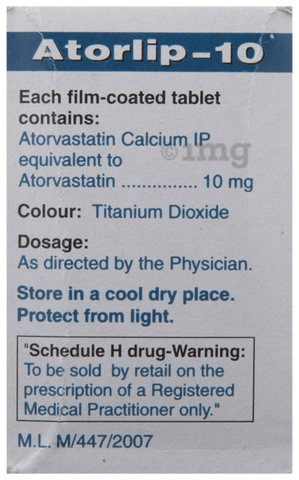 Atorlip-10
Each film-coated tablet
contains:
Atorvastatin Calcium IP
equivalent to
Atorvastatin ............... 10 mg
Colour: Titanium Dioxide
Dosage:
As directed by the Physician.
Store in a cool dry place.
Protect from light.
"Schedule H drug-Warning:
To be sold by retail on the
prescription of a Registered
Medical Practitioner only."
M.L. M/447/2007
©1mg